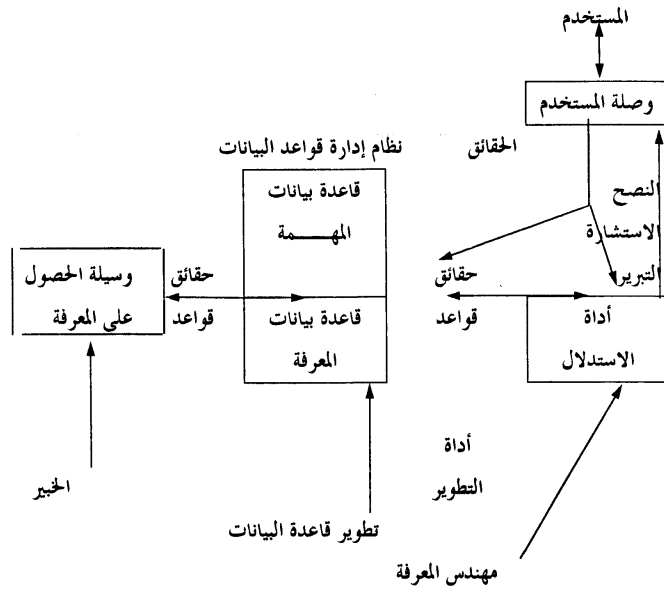 المستخدم
وصلة المستخدم
الحقائق
النصح
الاستشارة
التبرير
نظام إدارة قواعد البيانات
قاعدة بيانات
المهمة
حقائق
قواعد
أداة
الاستدلال
قاعدة بيانات
المعرفة
حقائق
قواعد
وسيلة الحصول
على المعرفة
أداة
التطوير
الخبير
تطوير قاعدة البيانات
مهندس المعرفة